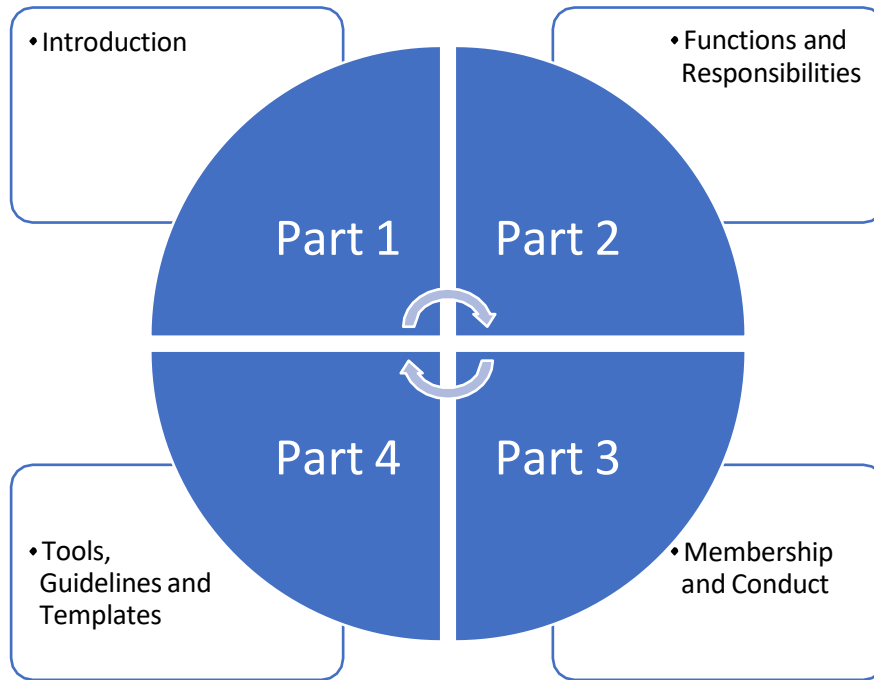 • Introduction
• Functions and
Responsibilities
Part 1
Part 2
Part 4
Part 3
• Tools,
Guidelines and
Templates
• Membership
and Conduct